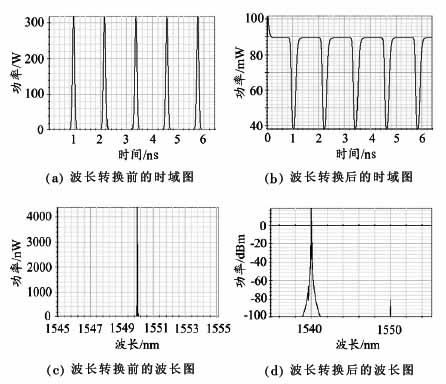 300
200
100
0
功率/W
1 2 3 4 5 6
时间/ns
(a) 波长转换前的时域图
100
80
60
40
功率/mW
0 1 2 3 4 5 6
时间/ns
(b) 波长转换后的时域图
4000
3000
2000
1000
0
功率/nW
1545 1547 1549 1551 1553 1555
波长/nm
(c) 波长转换前的波长图
0
-20
-40
-60
-80
-100
功率/dBm
1540 1550
波长/nm
(d) 波长转换后的波长图